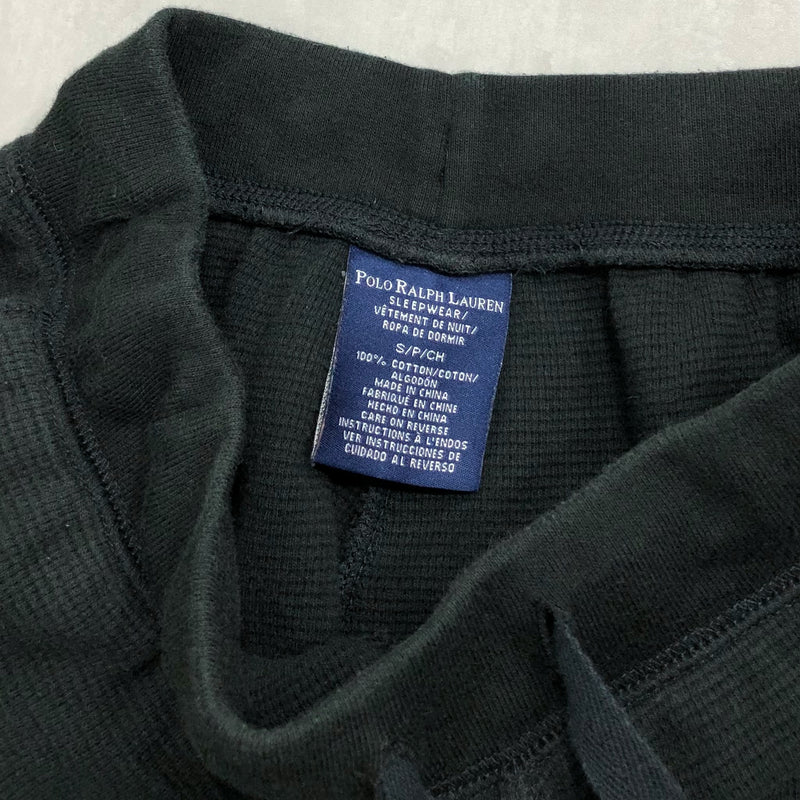 POLO RALPH LAUREN
SLEEPWEAR/
VÊTEMENT DE NUIT/
ROPA DE DORMIR
S/P/CH
100% COTTON/COTON/
ALGODÓN
MADE IN CHINA
FABRIQUÉ EN CHINE
HECHO EN CHINA
CARE ON REVERSE
INSTRUCTIONS À L'ENDOS
VER INSTRUCCIONES DE
CUIDADO AL REVERSO